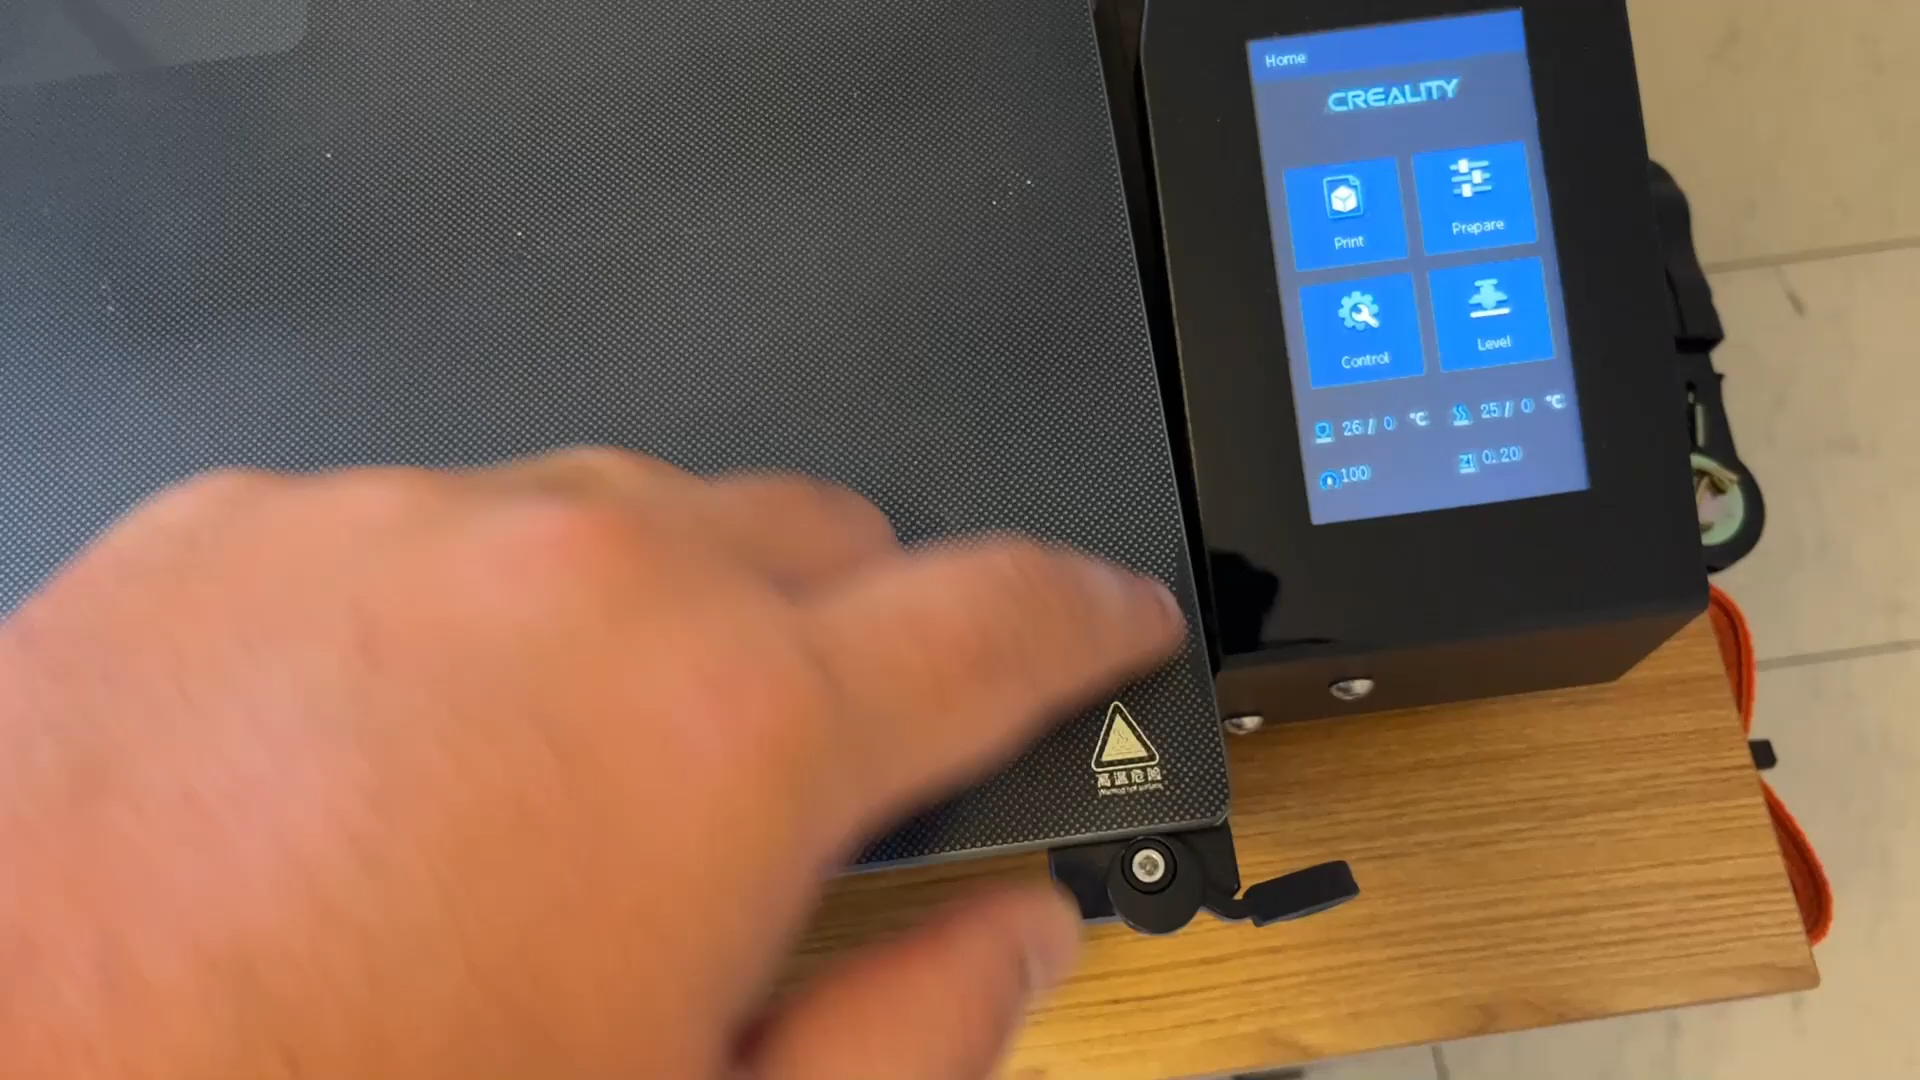 Home
CREALITY
Print
Prepare
Control
Level
26 / 0 °C
25 / 0 °C
100
Z 0.20
高温危险